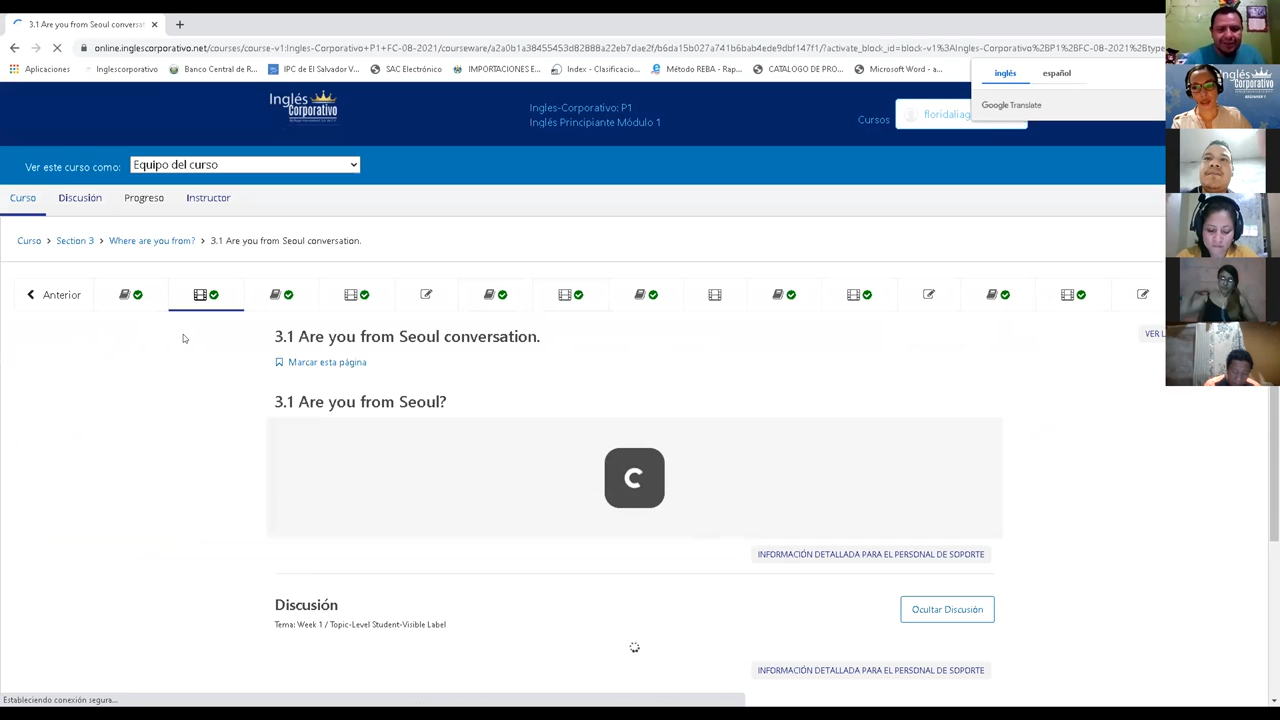 3.1 Are you from Seoul conversat
online.inglescorporativo.net/courses/course-v1:Ingles-Corporativo+P1+FC-08-2021/courseware/a2a0b1a38455453d82888a22eb7dae2f/b6da15b027a741b6bab4ede9dbf147f1/?activate_block_id=block-v1%3AIngles-Corporativo%2BP1%2BFC-08-2021%2Btype
Aplicaciones
Inglescorporativo
Banco Central de R...
IPC de El Salvador V...
SAC Electrónico
IMPORTACIONES E...
Index - Clasificacio...
Método REBA - Rap...
CATALOGO DE PRO...
Microsoft Word - a...
inglés español
Google Translate
Inglés
Corporativo
Ingles-Corporativo: P1
Inglés Principiante Módulo 1
Cursos
floridaliag
Ver este curso como:
Equipo del curso
Curso Discusión Progreso Instructor
Curso > Section 3 > Where are you from? > 3.1 Are you from Seoul conversation.
Anterior
3.1 Are you from Seoul conversation.
VER L
Marcar esta página
3.1 Are you from Seoul?
INFORMACIÓN DETALLADA PARA EL PERSONAL DE SOPORTE
Discusión
Ocultar Discusión
Tema: Week 1 / Topic-Level Student-Visible Label
INFORMACIÓN DETALLADA PARA EL PERSONAL DE SOPORTE
Estableciendo conexión segura...
Inglés
Corporativo